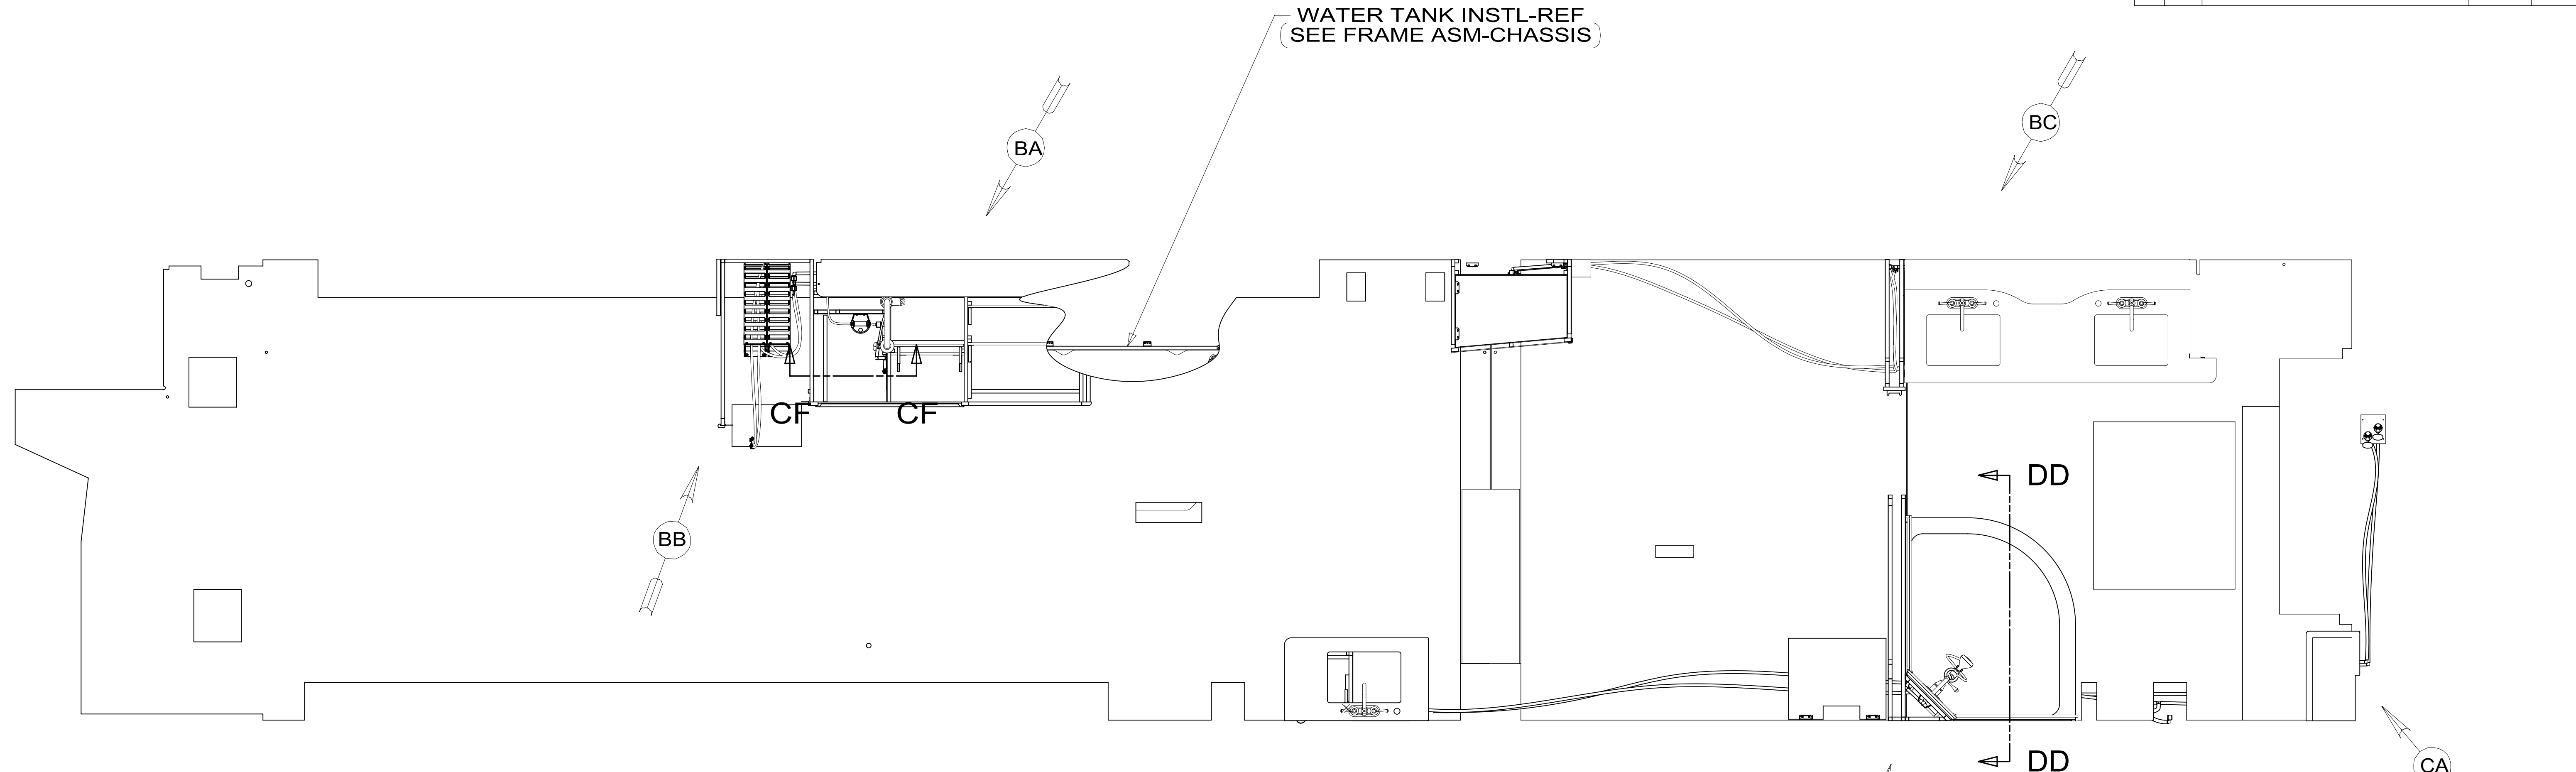 WATER TANK INSTL-REF
(SEE FRAME ASM-CHASSIS)
BA
BC
CF CF
DD
BB
DD
CA